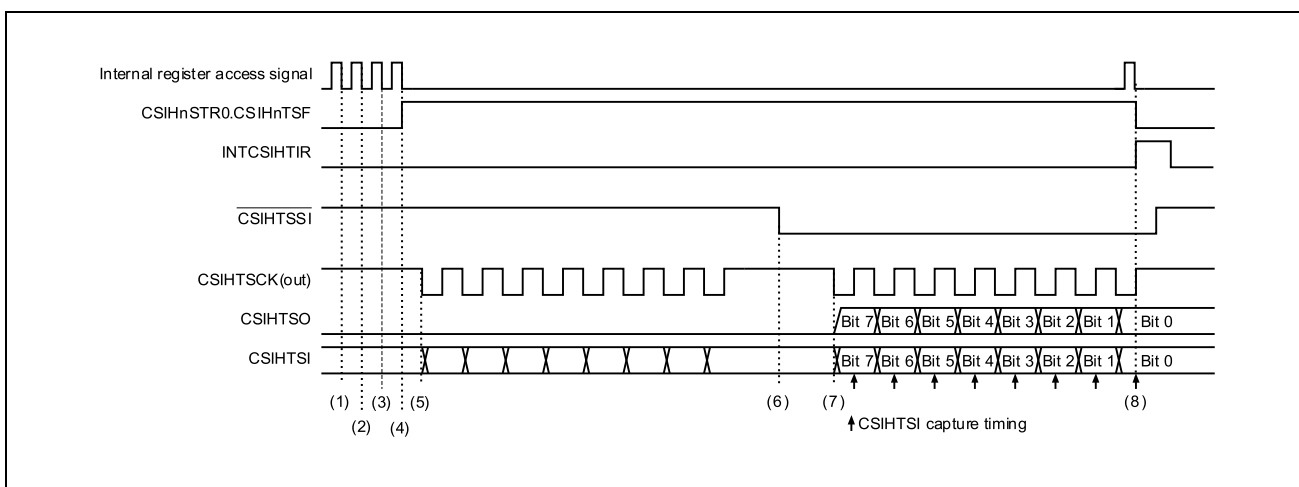 Internal register access signal
CSIHnSTR0.CSIHnTSF
INTCSIHTIR
CSIHTSSI
CSIHTSCK(out)
CSIHTSO
Bit 7 Bit 6 Bit 5 Bit 4 Bit 3 Bit 2 Bit 1 Bit 0
CSIHTSI
Bit 7 Bit 6 Bit 5 Bit 4 Bit 3 Bit 2 Bit 1 Bit 0
(1) (3) (5) (6) (7) (8)
(2) (4)
CSIHTSI capture timing